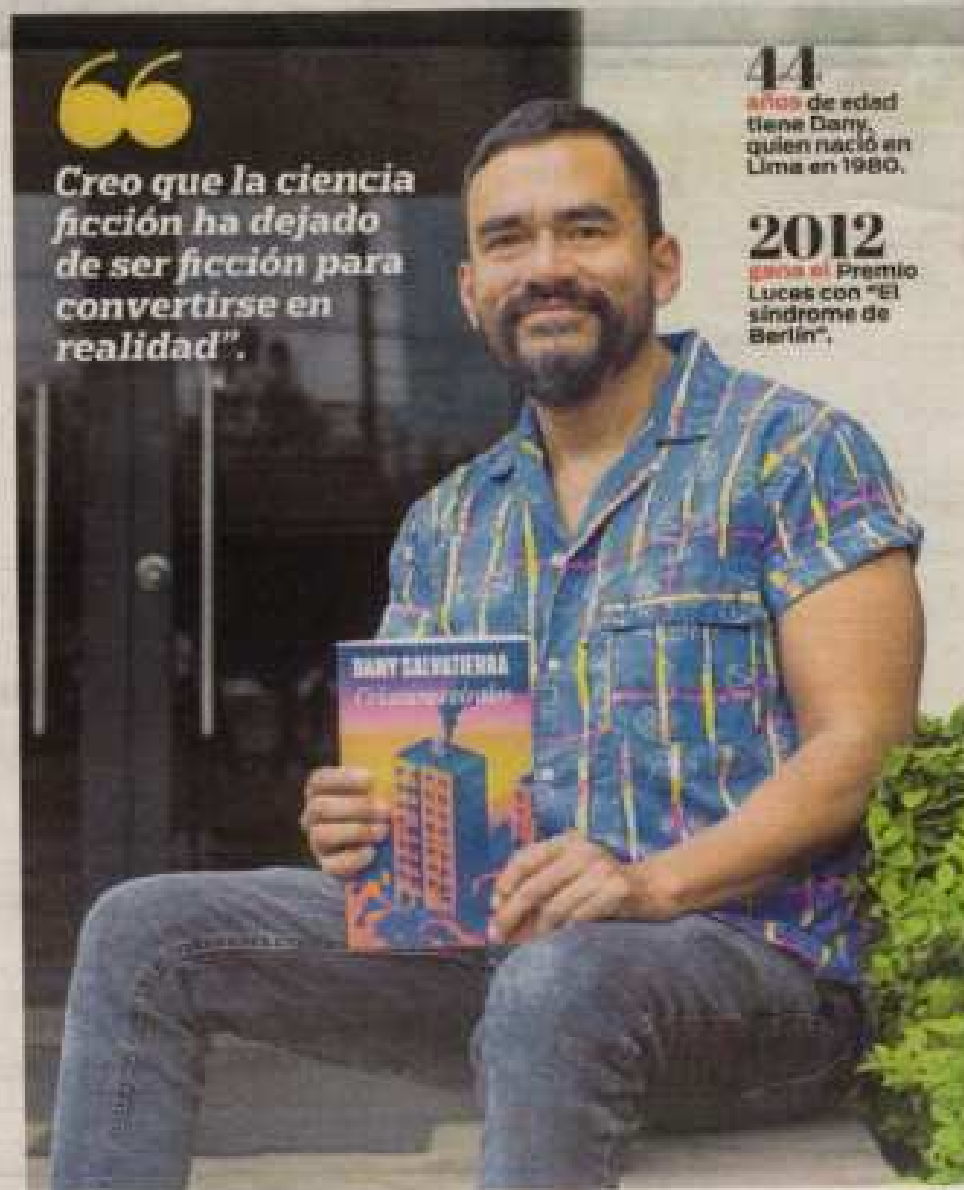 Creo que la ciencia
ficción ha dejado
de ser ficción para
convertirse en
realidad”.
44
años de edad
tiene Dany,
quien nació en
Lima en 1980.
2012
gana el Premio
Luces con "El
síndrome de
Berlín".
DANY SALVATIERRA